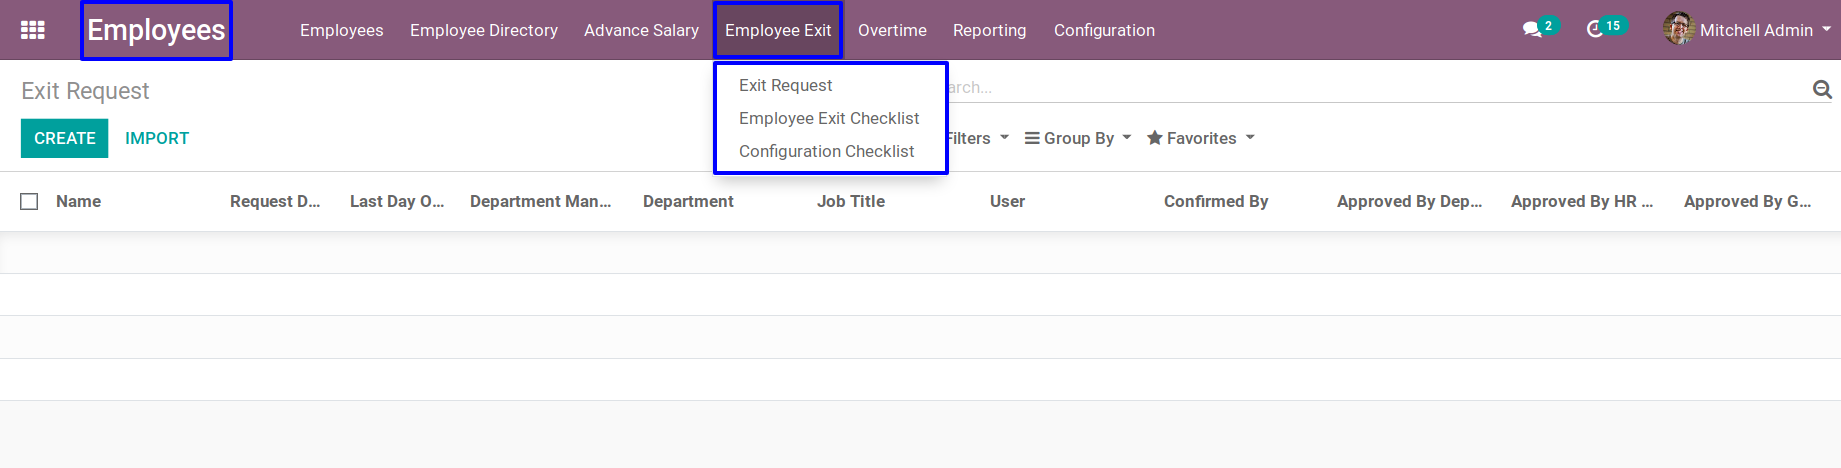 Employees Employees Employee Directory Advance Salary Employee Exit Overtime Reporting Configuration 2 15 Mitchell Admin
Exit Request
arch...
Exit Request
Employee Exit Checklist
Configuration Checklist
CREATE IMPORT
ilters Group By Favorites
Name Request D... Last Day O... Department Man... Department Job Title User Confirmed By Approved By Dep... Approved By HR ... Approved By G...